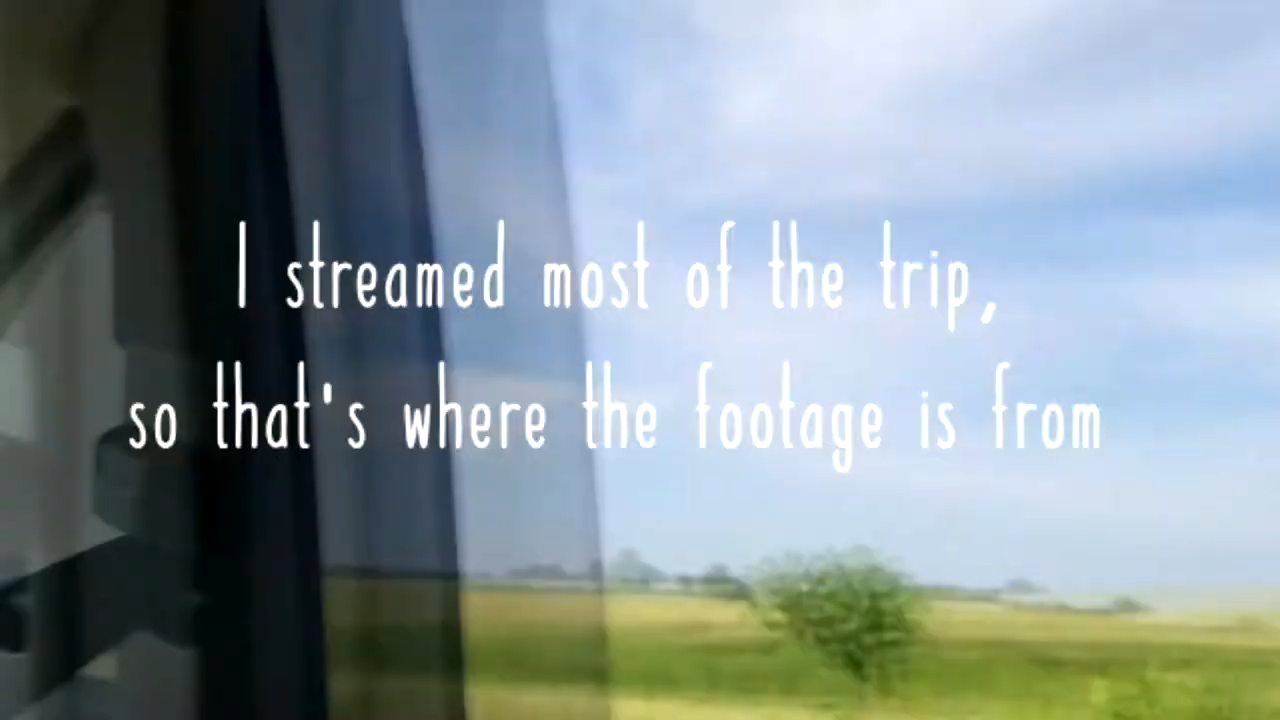 I streamed most of the trip,
so that's where the footage is from